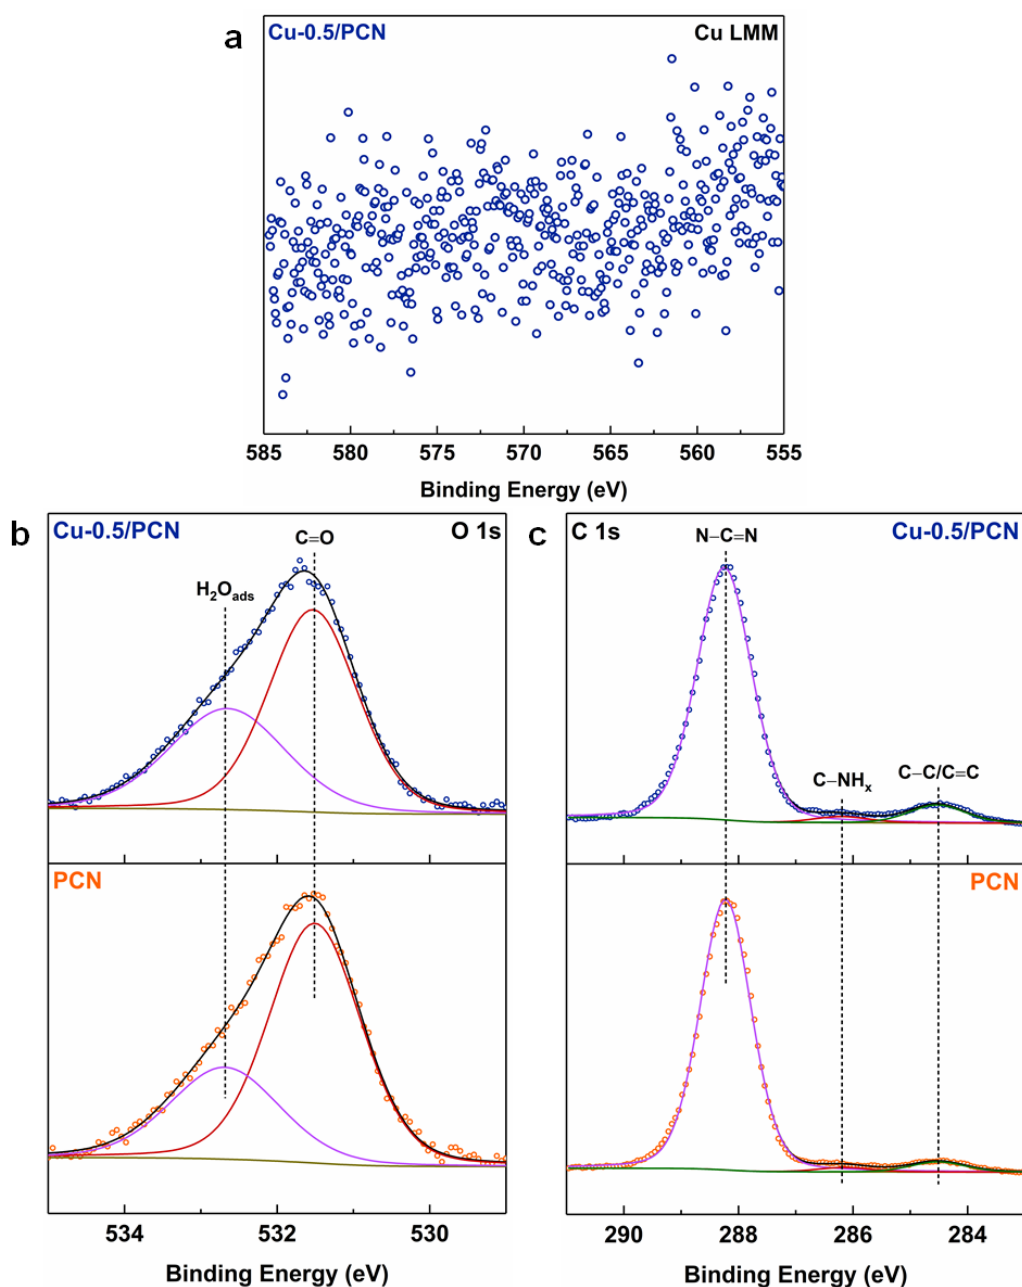 a
Cu-0.5/PCN
Cu LMM
585 580 575 570 565 560 555
Binding Energy (eV)
b
Cu-0.5/PCN
O 1s
C=O
H₂Oads
PCN
534 532 530
Binding Energy (eV)
c
C 1s
Cu-0.5/PCN
N–C=N
C–NHₓ
C–C/C=C
PCN
290 288 286 284
Binding Energy (eV)